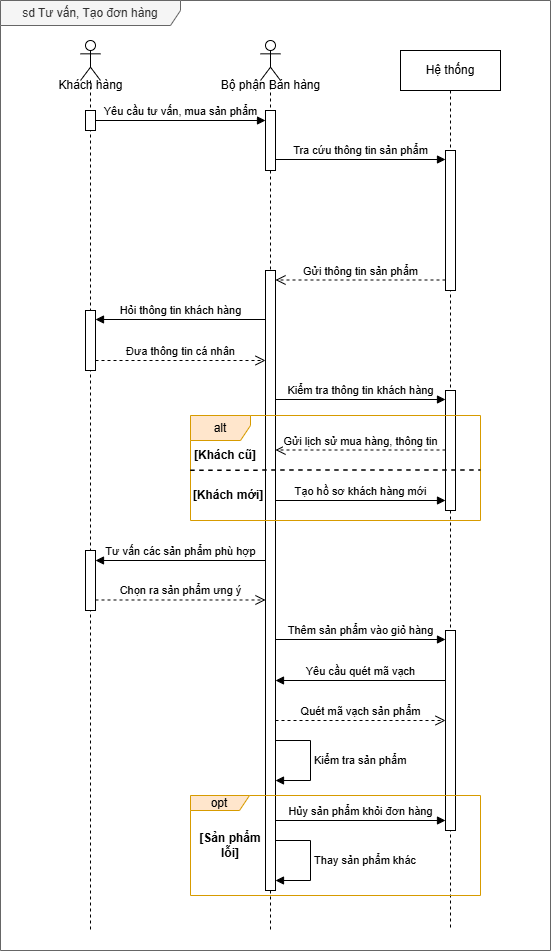 sd Tư vấn, Tạo đơn hàng
Khách hàng
Bộ phận Bán hàng
Hệ thống
Yêu cầu tư vấn, mua sản phẩm
Tra cứu thông tin sản phẩm
Gửi thông tin sản phẩm
Hỏi thông tin khách hàng
Đưa thông tin cá nhân
Kiểm tra thông tin khách hàng
alt
Gửi lịch sử mua hàng, thông tin
[Khách cũ]
[Khách mới]
Tạo hồ sơ khách hàng mới
Tư vấn các sản phẩm phù hợp
Chọn ra sản phẩm ưng ý
Thêm sản phẩm vào giỏ hàng
Yêu cầu quét mã vạch
Quét mã vạch sản phẩm
Kiểm tra sản phẩm
opt
Hủy sản phẩm khỏi đơn hàng
[Sản phẩm
lỗi]
Thay sản phẩm khác